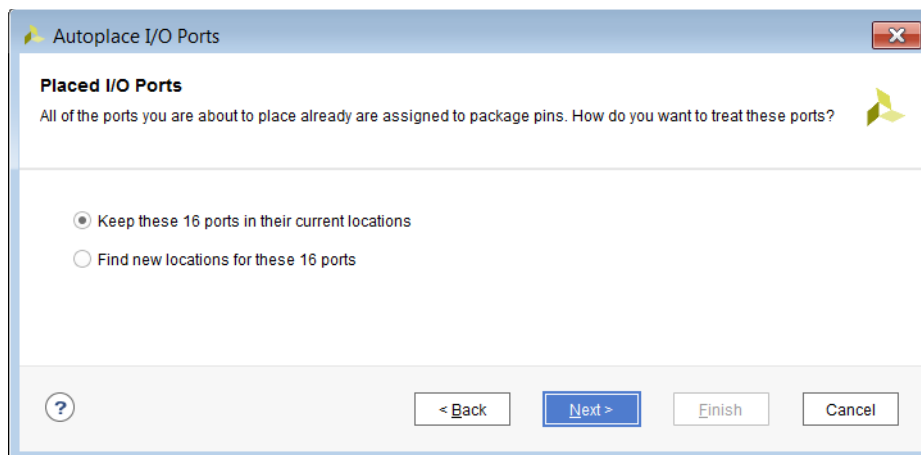 Autoplace I/O Ports
Placed I/O Ports
All of the ports you are about to place already are assigned to package pins. How do you want to treat these ports?
Keep these 16 ports in their current locations
Find new locations for these 16 ports
?
< Back
Next >
Finish
Cancel